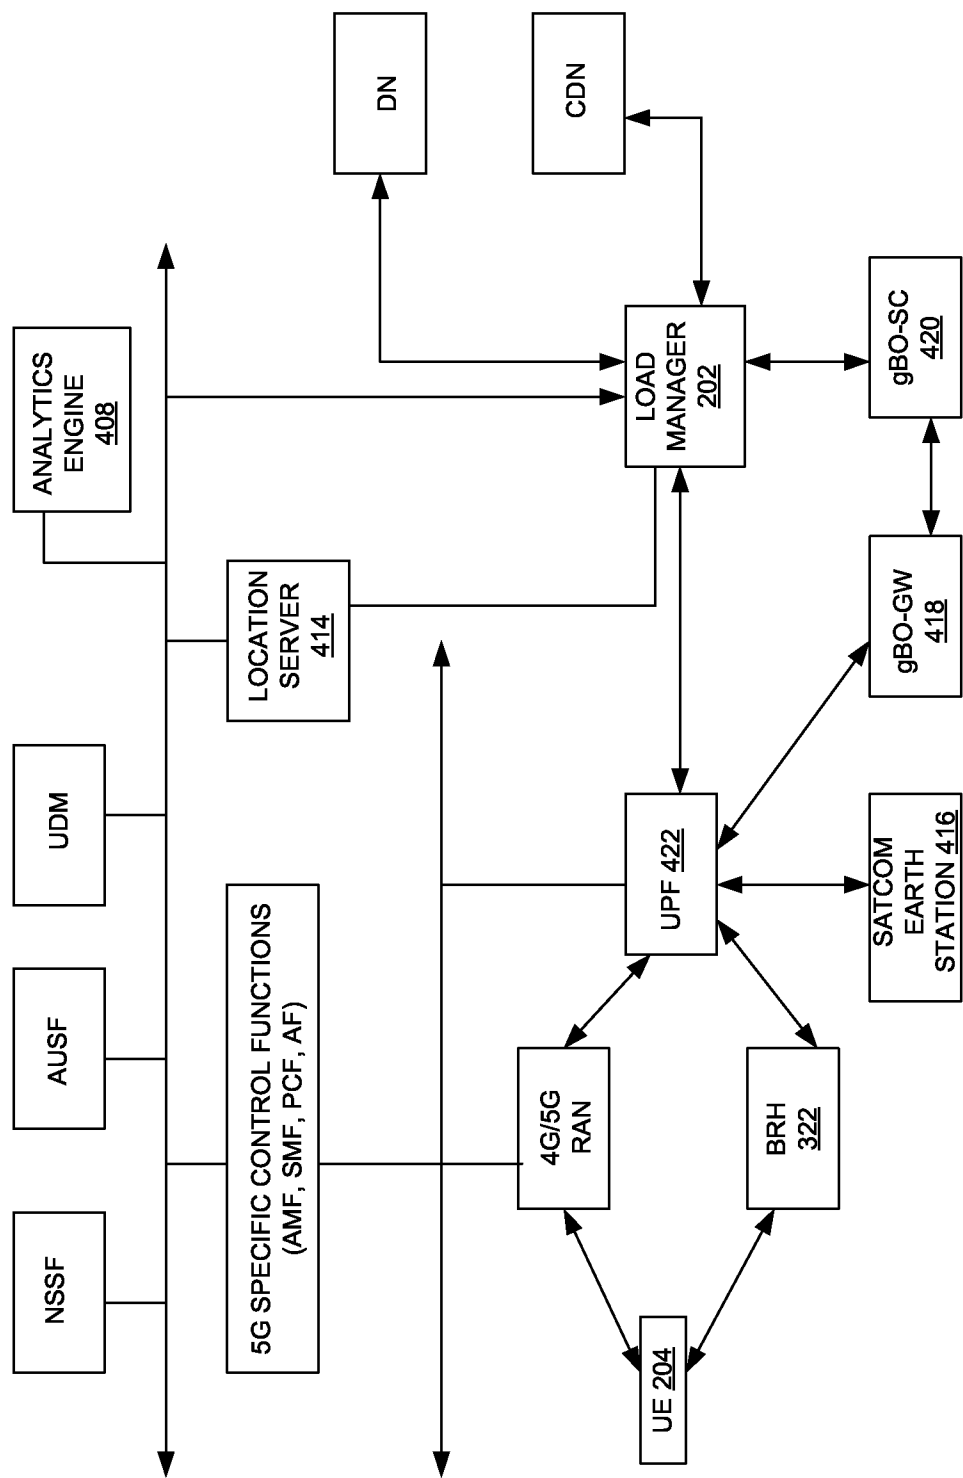 NSSF
AUSF
UDM
ANALYTICS
ENGINE
408
5G SPECIFIC CONTROL FUNCTIONS
(AMF, SMF, PCF, AF)
LOCATION
SERVER
414
DN
4G/5G
RAN
CDN
UE 204
UPF 422
LOAD
MANAGER
202
BRH
322
SATCOM
EARTH
STATION 416
gBO-GW
418
gBO-SC
420